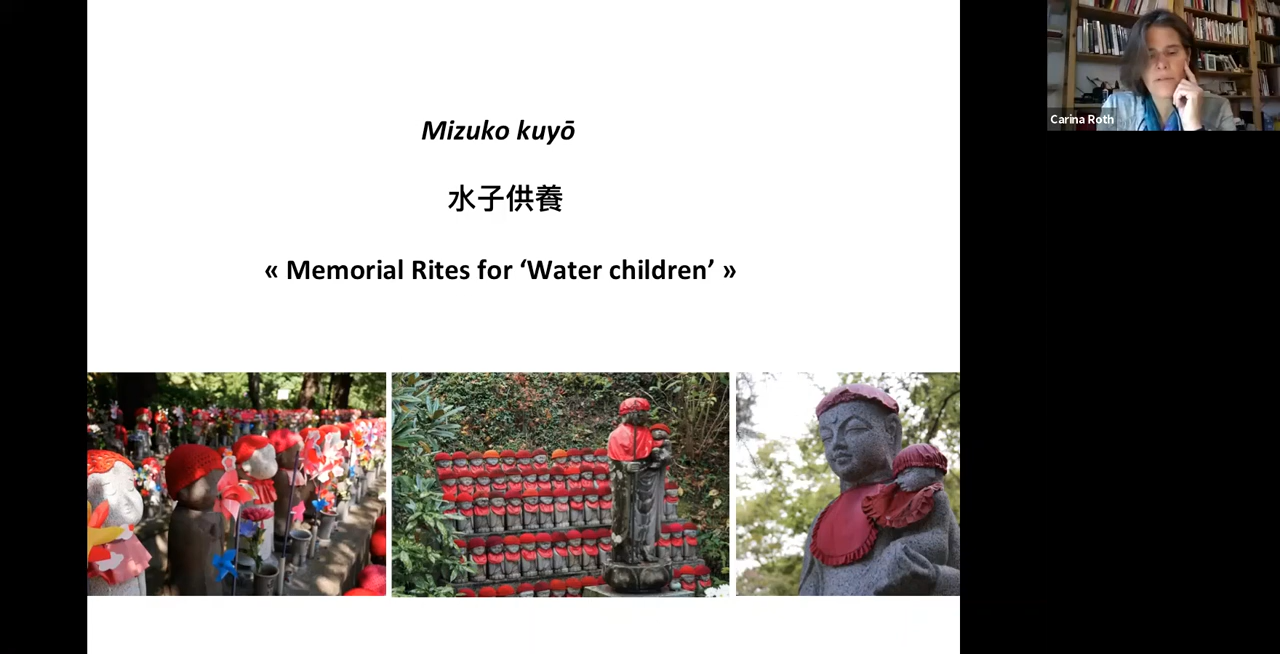 Mizuko kuyō
水子供養
« Memorial Rites for ‘Water children’ »
Carina Roth